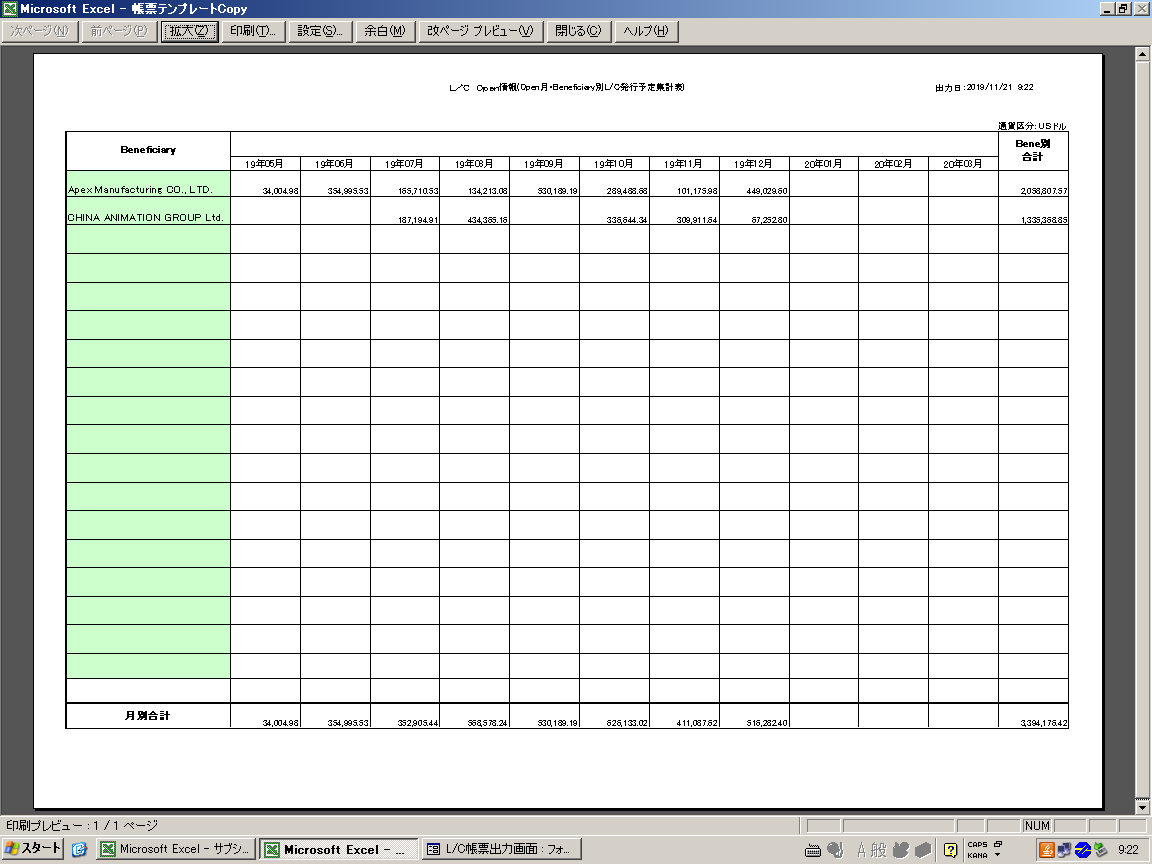 Microsoft Excel - 帳票テンプレートCopy
次ページ(N) 前ページ(P) 拡大(Z) 印刷(T)... 設定(S)... 余白(M) 改ページ プレビュー(V) 閉じる(C) ヘルプ(H)
L/C Open情報(Open月・Beneficiary別L/C発行予定集計表) 出力日:2019/11/21 9:22
通貨区分:USドル
Beneficiary Bene別合計
19年05月 19年06月 19年07月 19年08月 19年09月 19年10月 19年11月 19年12月 20年01月 20年02月 20年03月
Apex Manufacturing CO., LTD. 34,004.98 354,995.53 165,710.53 134,213.08 530,189.19 289,488.68 101,175.98 449,029.60 2,058,807.57
CHINA ANIMATION GROUP Ltd. 187,194.91 434,365.16 336,644.34 309,911.64 67,252.80 1,335,368.85
月別合計 34,004.98 354,995.53 352,905.44 568,578.24 530,189.19 626,133.02 411,087.62 516,282.40 3,394,176.42
印刷プレビュー : 1 / 1 ページ NUM
スタート Microsoft Excel - サブシ... Microsoft Excel - ... L/C帳票出力画面 : フォ... A 般 CAPS KANA 9:22